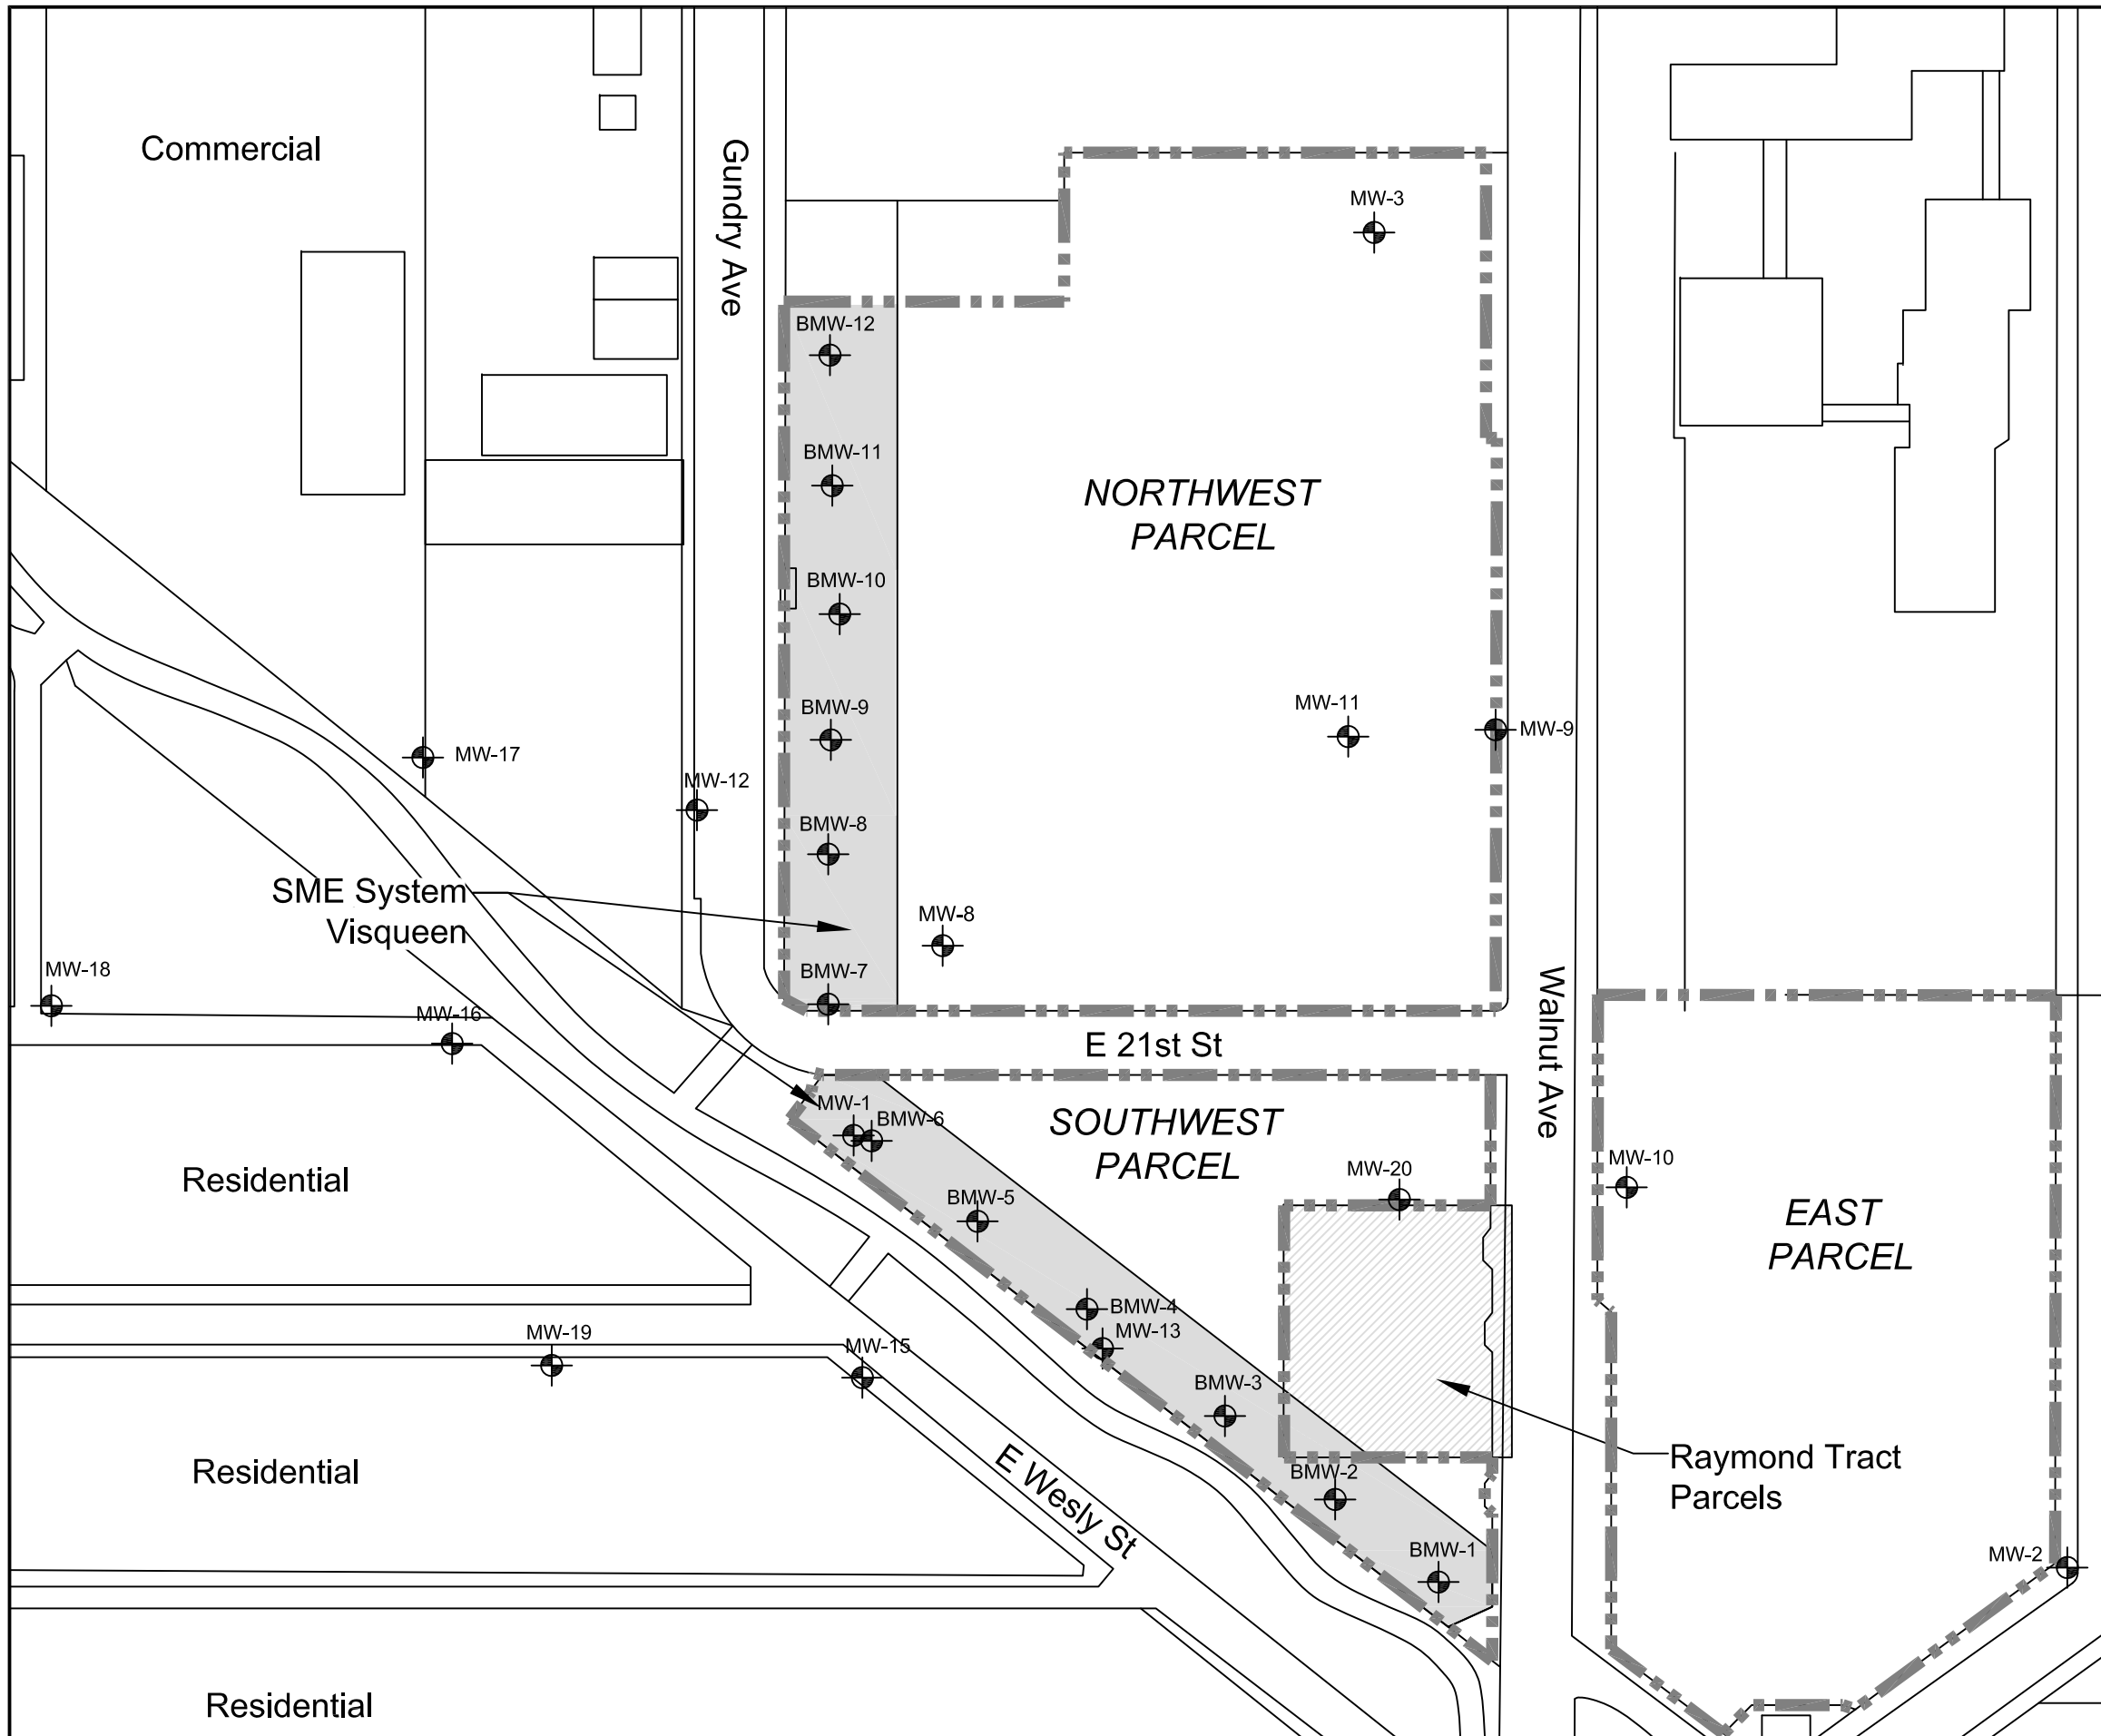 Commercial
Gundry Ave
MW-3
BMW-12
BMW-11
NORTHWEST
PARCEL
BMW-10
BMW-9
MW-11
MW-9
MW-17
MW-12
BMW-8
SME System
Visqueen
MW-8
MW-18
BMW-7
MW-16
Walnut Ave
E 21st St
MW-1
BMW-6
SOUTHWEST
PARCEL
MW-20
MW-10
Residential
BMW-5
EAST
PARCEL
BMW-4
MW-13
MW-19
MW-15
BMW-3
Residential
E Wesly St
BMW-2
Raymond Tract
Parcels
BMW-1
MW-2
Residential